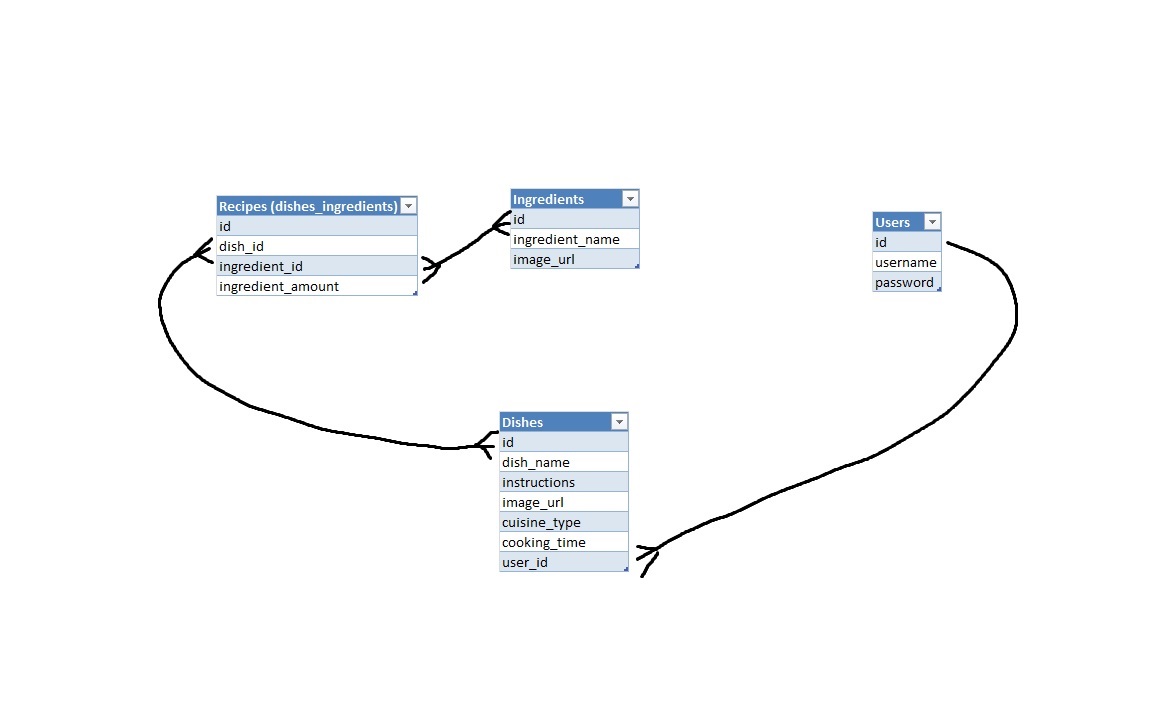 Recipes (dishes_ingredients)
id
dish_id
ingredient_id
ingredient_amount
Ingredients
id
ingredient_name
image_url
Users
id
username
password
Dishes
id
dish_name
instructions
image_url
cuisine_type
cooking_time
user_id